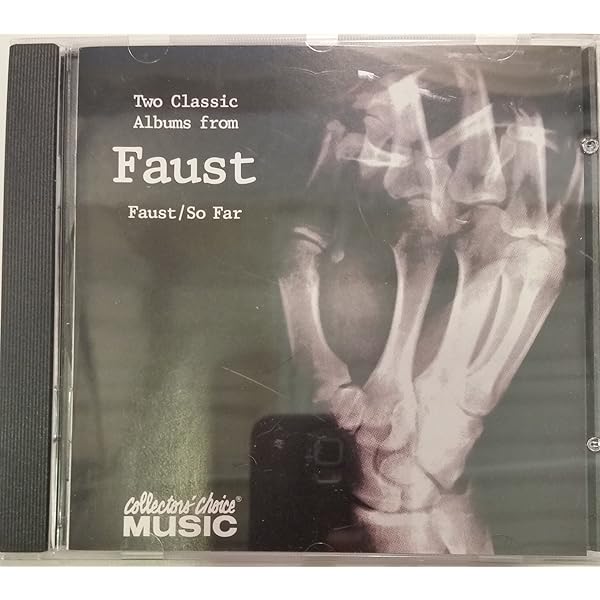 Two Classic
Albums from
Faust
Faust/So Far
Collectors' Choice®
MUSIC